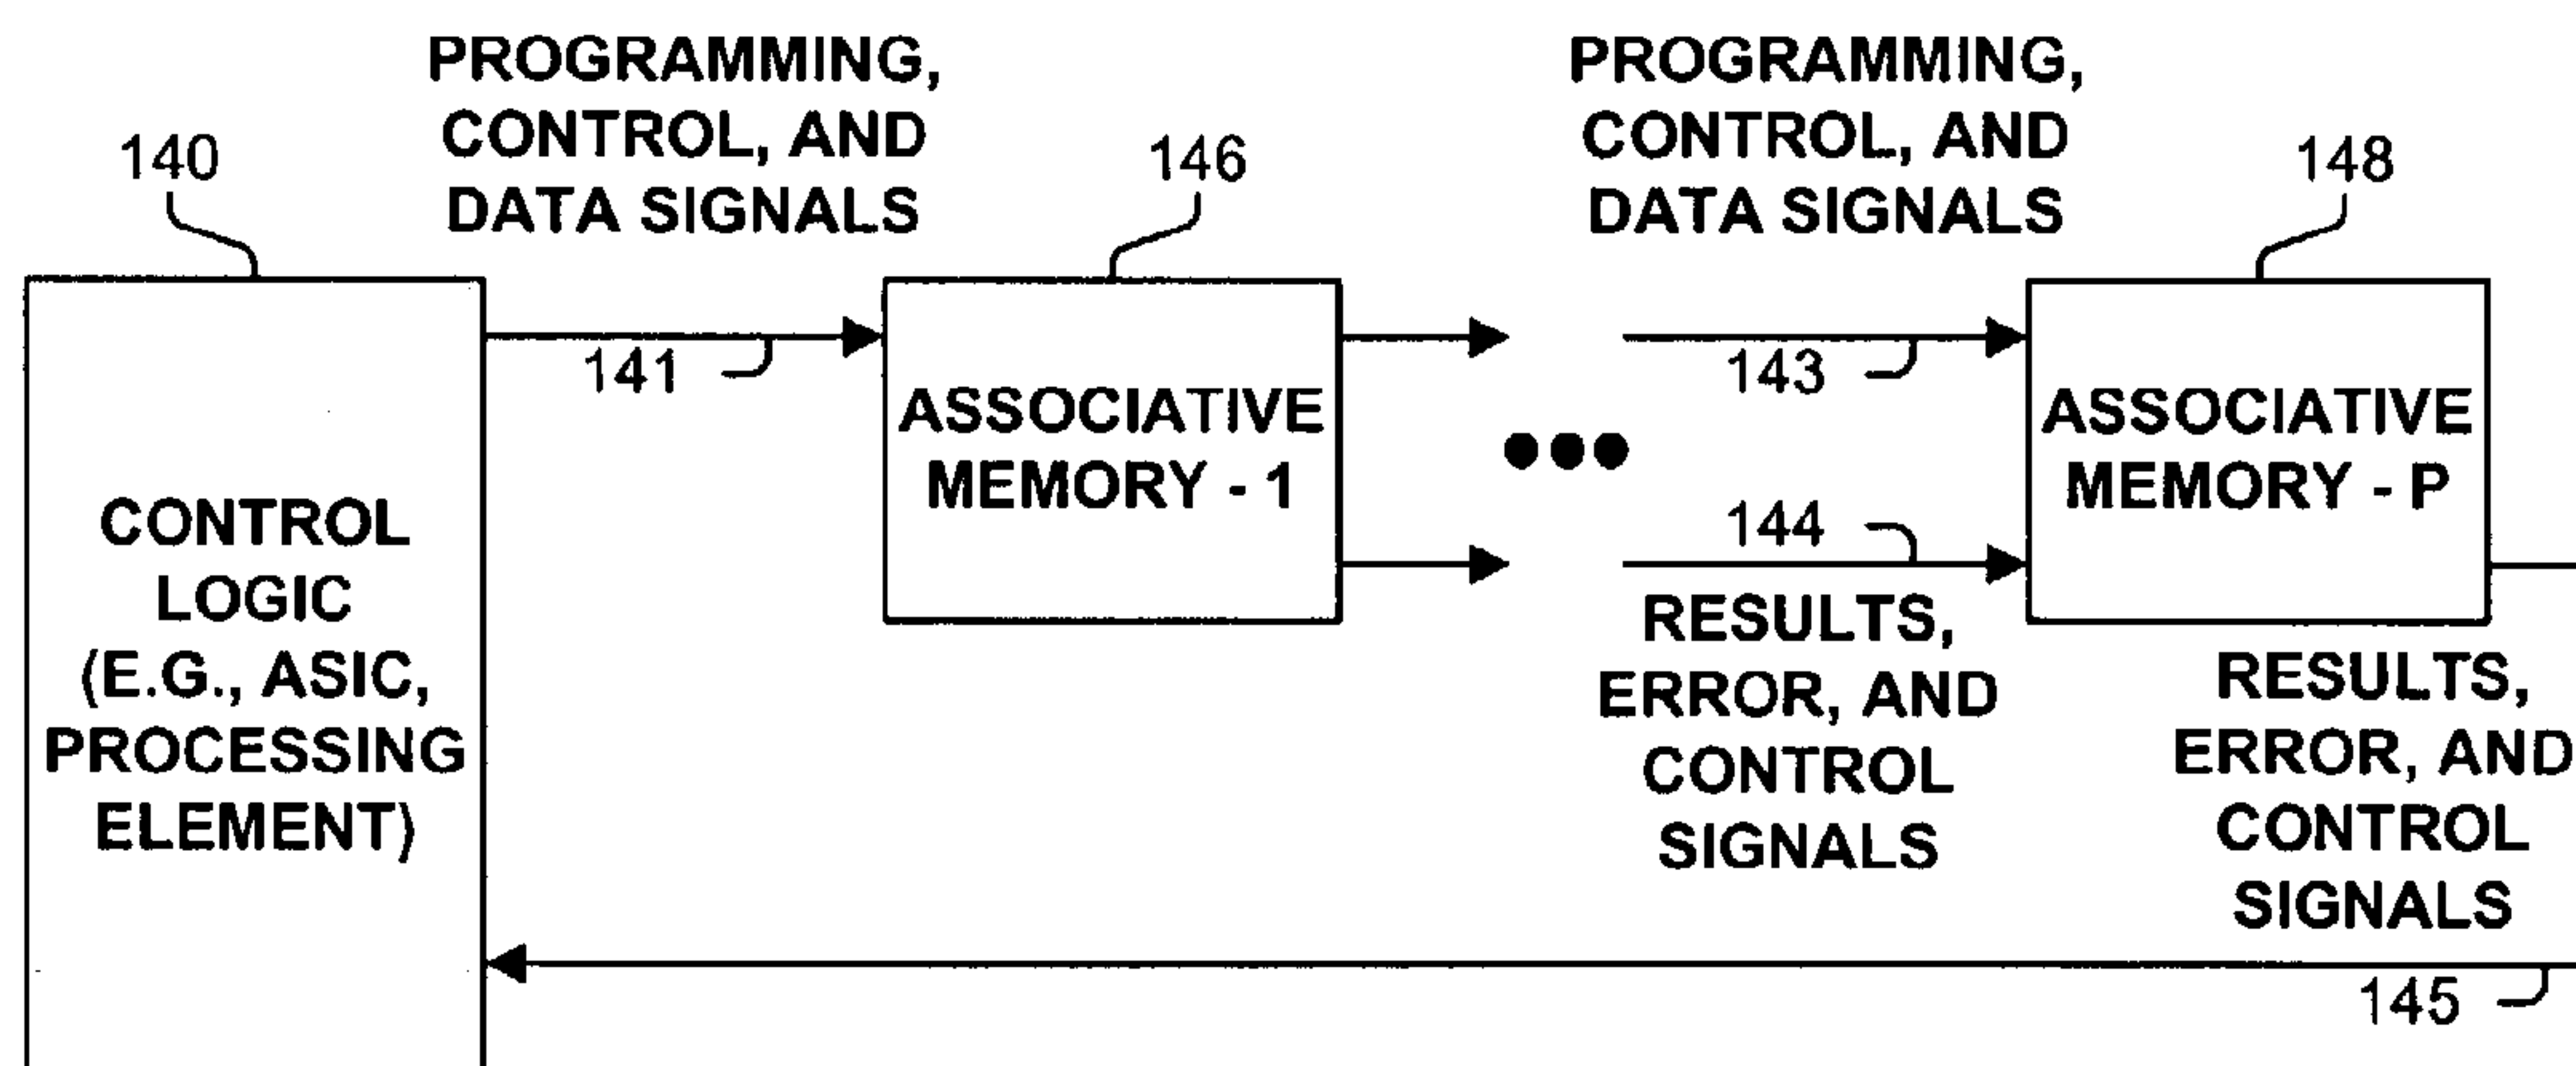 PROGRAMMING,
CONTROL, AND
DATA SIGNALS
PROGRAMMING,
CONTROL, AND
DATA SIGNALS
140
146
148
141
143
ASSOCIATIVE
MEMORY - 1
ASSOCIATIVE
MEMORY - P
144
CONTROL
LOGIC
(E.G., ASIC,
PROCESSING
ELEMENT)
RESULTS,
ERROR, AND
CONTROL
SIGNALS
RESULTS,
ERROR, AND
CONTROL
SIGNALS
145